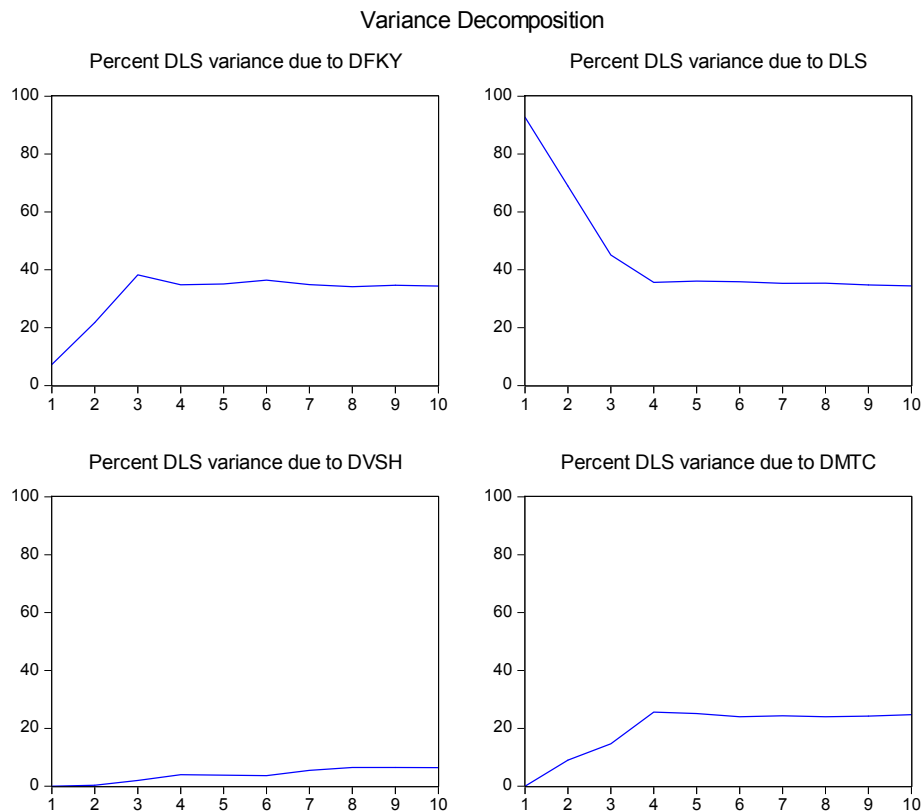 Variance Decomposition
Percent DLS variance due to DFKY
100
80
60
40
20
0
1 2 3 4 5 6 7 8 9 10
Percent DLS variance due to DLS
100
80
60
40
20
0
1 2 3 4 5 6 7 8 9 10
Percent DLS variance due to DVSH
100
80
60
40
20
0
1 2 3 4 5 6 7 8 9 10
Percent DLS variance due to DMTC
100
80
60
40
20
0
1 2 3 4 5 6 7 8 9 10